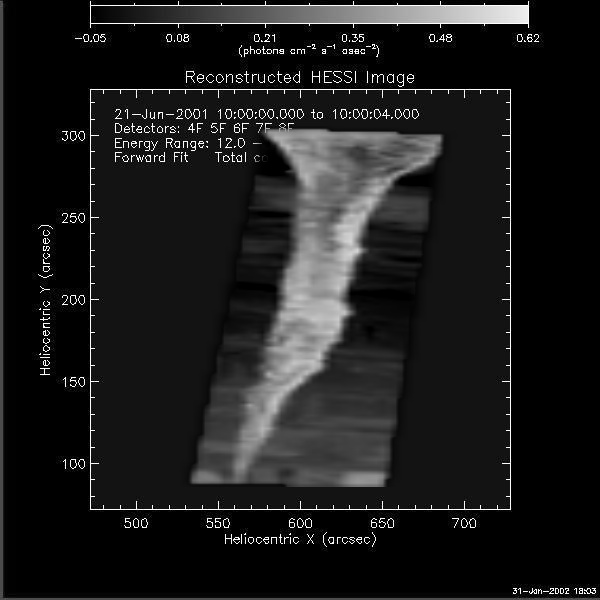 -0.05 0.08 0.21 0.35 0.48 0.62
(photons cm⁻² s⁻¹ asec⁻²)
Reconstructed HESSI Image
21-Jun-2001 10:00:00.000 to 10:00:04.000
Detectors: 4F 5F 6F 7F 8F
Energy Range: 12.0 -
Forward Fit Total
300
250
200
150
100
Heliocentric Y (arcsec)
500 550 600 650 700
Heliocentric X (arcsec)
31-Jan-2002 18:03